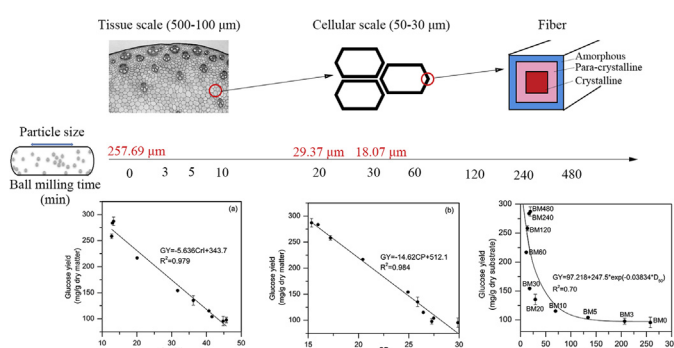 Tissue scale (500-100 μm)
Cellular scale (50-30 μm)
Fiber
Amorphous
Para-crystalline
Crystalline
Particle size
Ball milling time
(min)
257.69 μm
29.37 μm
18.07 μm
0 3 5 10 20 30 60 120 240 480
(a)
GY=-5.636CrI+343.7
R²=0.979
Glucose yield
(mg/g dry matter)
300
250
200
150
100
10 20 30 40 50
(b)
GY=-14.62CP+512.1
R²=0.984
Glucose yield
(mg/g dry matter)
300
250
200
150
100
15 20 25 30
BM480
BM240
BM120
BM60
BM30
BM20
BM10
BM5
BM3
BM0
GY=97.218+247.5*exp(-0.03834*D50)
R²=0.70
Glucose yield
(mg/g dry substrate)
300
250
200
150
100
0 50 100 150 200 250